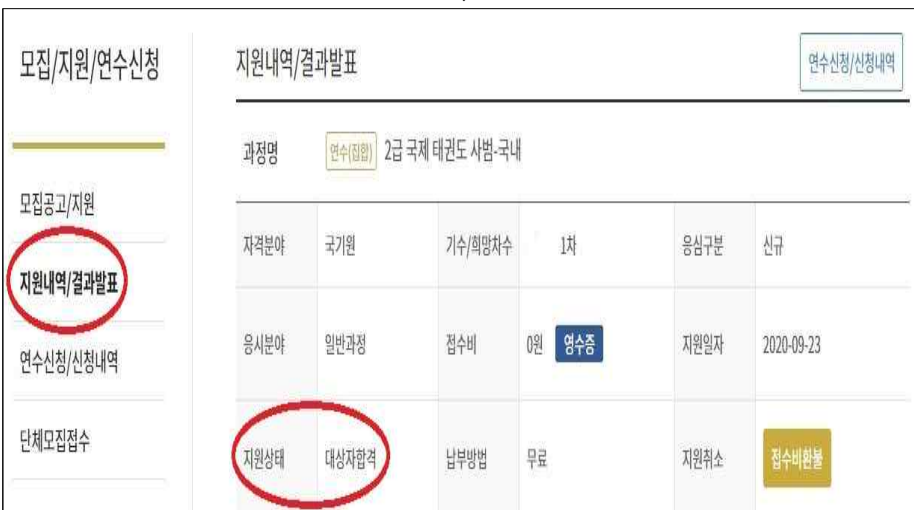 모집/지원/연수신청
모집공고/지원
지원내역/결과발표
연수신청/신청내역
단체모집접수
지원내역/결과발표
연수신청/신청내역
과정명 연수(집합) 2급 국제 태권도 사범-국내
자격분야 국기원 기수/희망차수 1차 응심구분 신규
응시분야 일반과정 접수비 0원 영수증 지원일자 2020-09-23
지원상태 대상자합격 납부방법 무료 지원취소 접수비환불